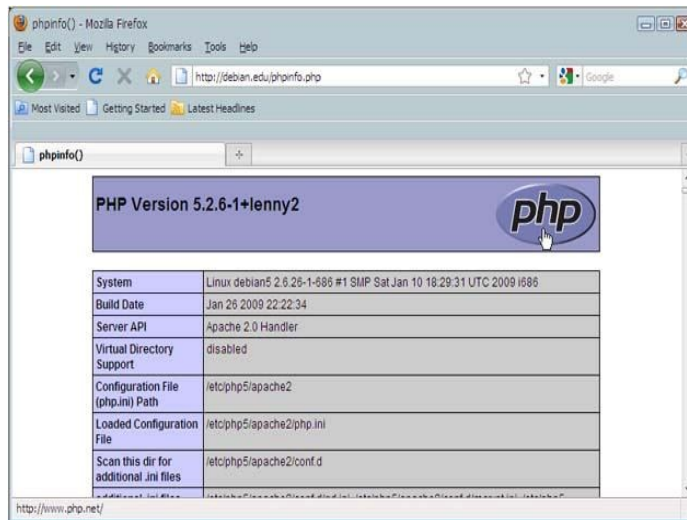 phpinfo() - Mozilla Firefox
File Edit View History Bookmarks Tools Help
http://debian.edu/phpinfo.php
Google
Most Visited Getting Started Latest Headlines
phpinfo()
PHP Version 5.2.6-1+lenny2
php
System Linux debian5 2.6.26-1-686 #1 SMP Sat Jan 10 18:29:31 UTC 2009 i686
Build Date Jan 26 2009 22:22:34
Server API Apache 2.0 Handler
Virtual Directory Support disabled
Configuration File (php.ini) Path /etc/php5/apache2
Loaded Configuration File /etc/php5/apache2/php.ini
Scan this dir for additional .ini files /etc/php5/apache2/conf.d
http://www.php.net/